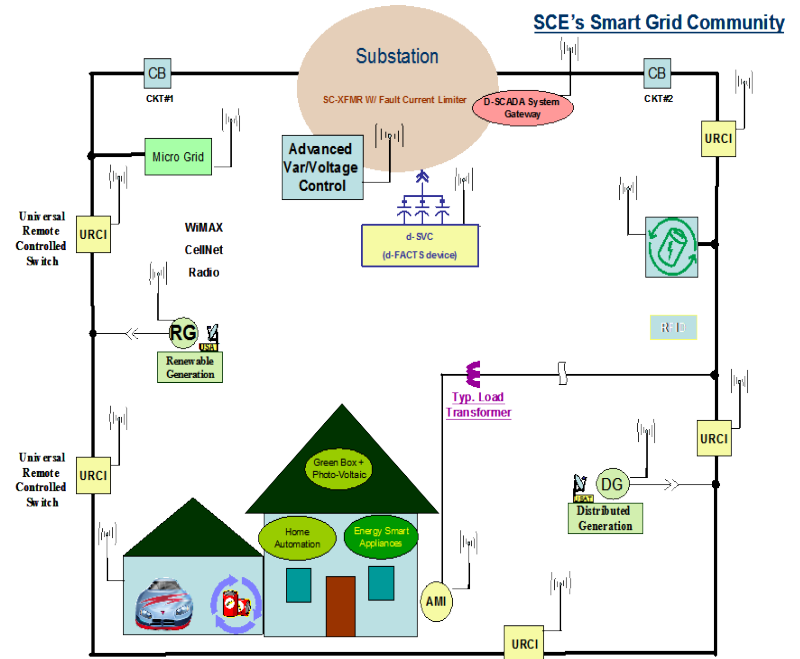 SCE's Smart Grid Community
Substation
CB
CB
CKT#1
SC-XFMR W/ Fault Current Limiter
D-SCADA System
Gateway
CKT#2
URCI
Advanced
Var/Voltage
Control
Micro Grid
Universal
Remote
Controlled
Switch
URCI
WiMAX
CellNet
Radio
d-SVC
(d-FACTS device)
RG
USAT
Renewable
Generation
RFID
Typ. Load
Transformer
URCI
Universal
Remote
Controlled
Switch
URCI
Green Box +
Photo-Voltaic
DG
USAT
Distributed
Generation
Home
Automation
Energy Smart
Appliances
AMI
URCI